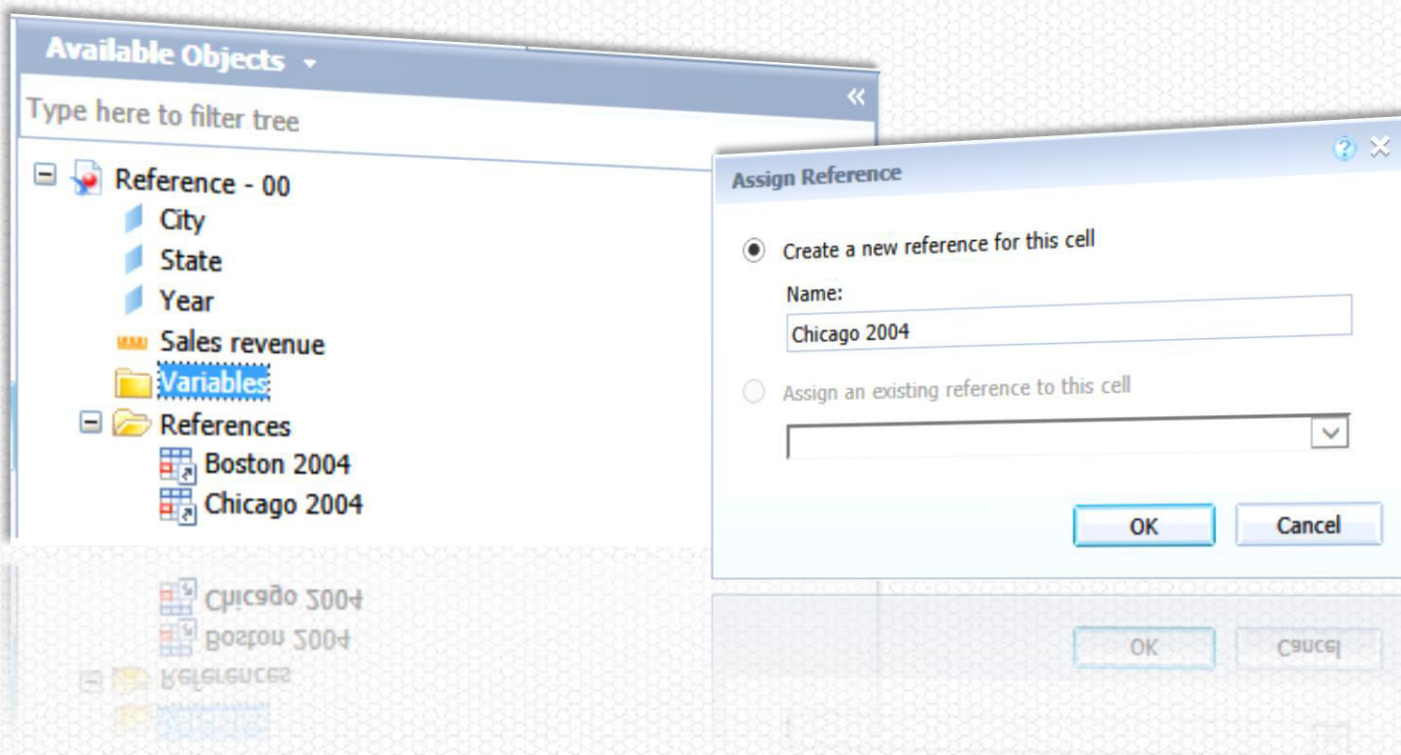 Available Objects
Type here to filter tree
Reference - 00
City
State
Year
Sales revenue
Variables
References
Boston 2004
Chicago 2004
Assign Reference
Create a new reference for this cell
Name:
Chicago 2004
Assign an existing reference to this cell
OK
Cancel